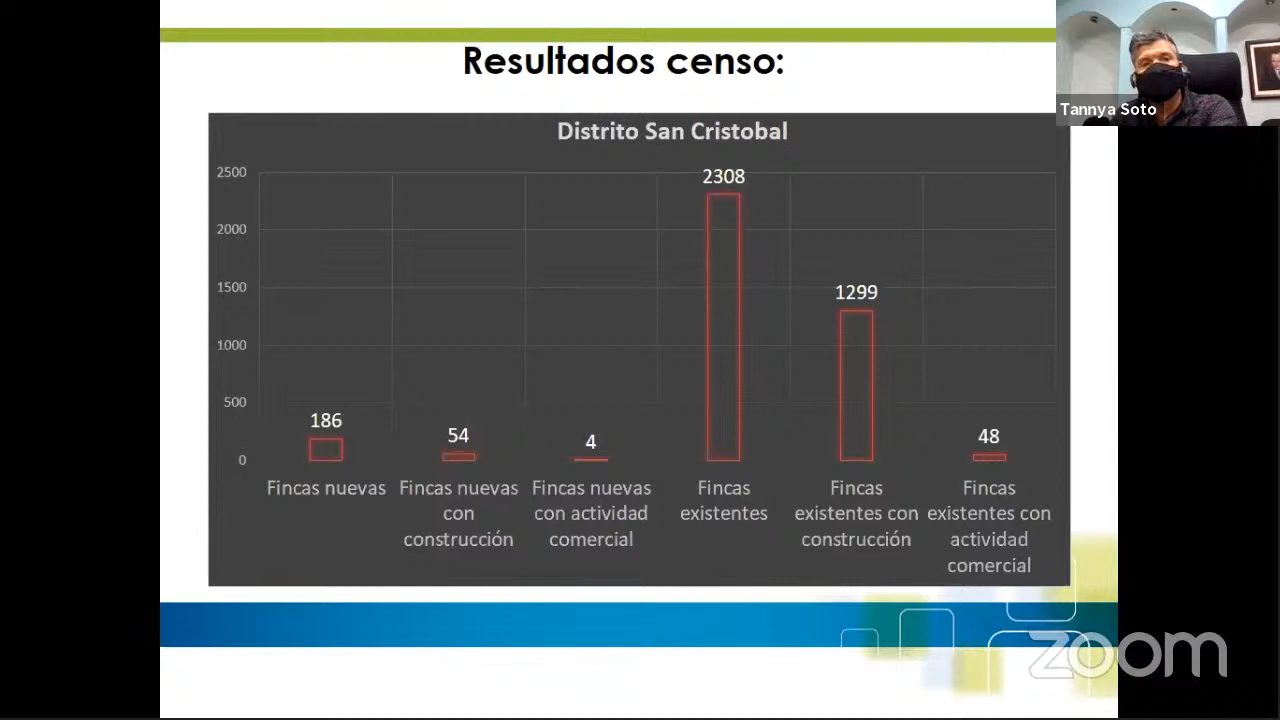 Resultados censo:
Tannya Soto
Distrito San Cristobal
2500
2000
1500
1000
500
0
186
54
4
2308
1299
48
Fincas nuevas
Fincas nuevas
con
construcción
Fincas nuevas
con actividad
comercial
Fincas
existentes
Fincas
existentes con
construcción
Fincas
existentes con
actividad
comercial
zoom